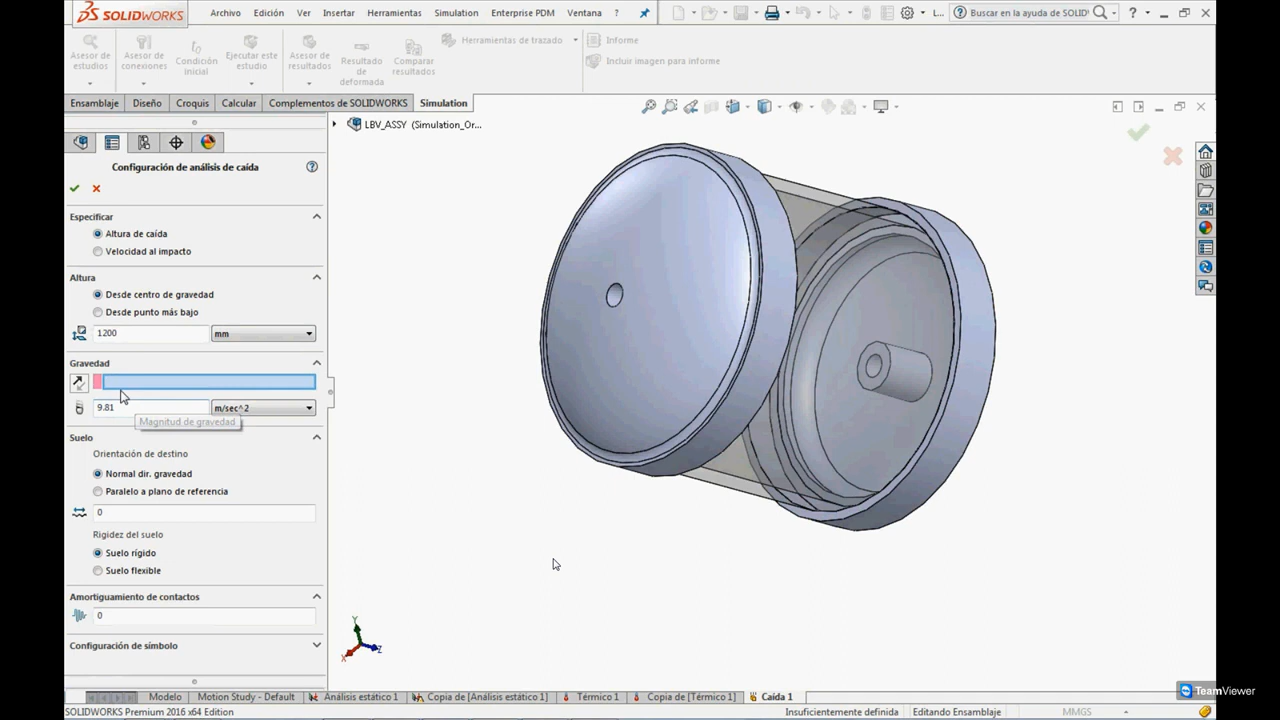 SOLIDWORKS Archivo Edición Ver Insertar Herramientas Simulation Enterprise PDM Ventana ? L... Buscar en la ayuda de SOLID ?
Asesor de estudios
Asesor de conexiones
Condición inicial
Ejecutar este estudio
Asesor de resultados
Resultado de deformada
Comparar resultados
Herramientas de trazado
Informe
Incluir imagen para informe
Ensamblaje Diseño Croquis Calcular Complementos de SOLIDWORKS Simulation
LBV_ASSY (Simulation_Or...
Configuración de análisis de caída
Especificar
Altura de caída
Velocidad al impacto
Altura
Desde centro de gravedad
Desde punto más bajo
1200 mm
Gravedad
9.81 m/sec^2
Magnitud de gravedad
Suelo
Orientación de destino
Normal dir. gravedad
Paralelo a plano de referencia
0
Rigidez del suelo
Suelo rígido
Suelo flexible
Amortiguamiento de contactos
0
Configuración de símbolo
Y
X
Z
Modelo Motion Study - Default Análisis estático 1 Copia de [Análisis estático 1] Térmico 1 Copia de [Térmico 1] Caída 1
TeamViewer
SOLIDWORKS Premium 2016 x64 Edition Insuficientemente definida Editando Ensamblaje MMGS